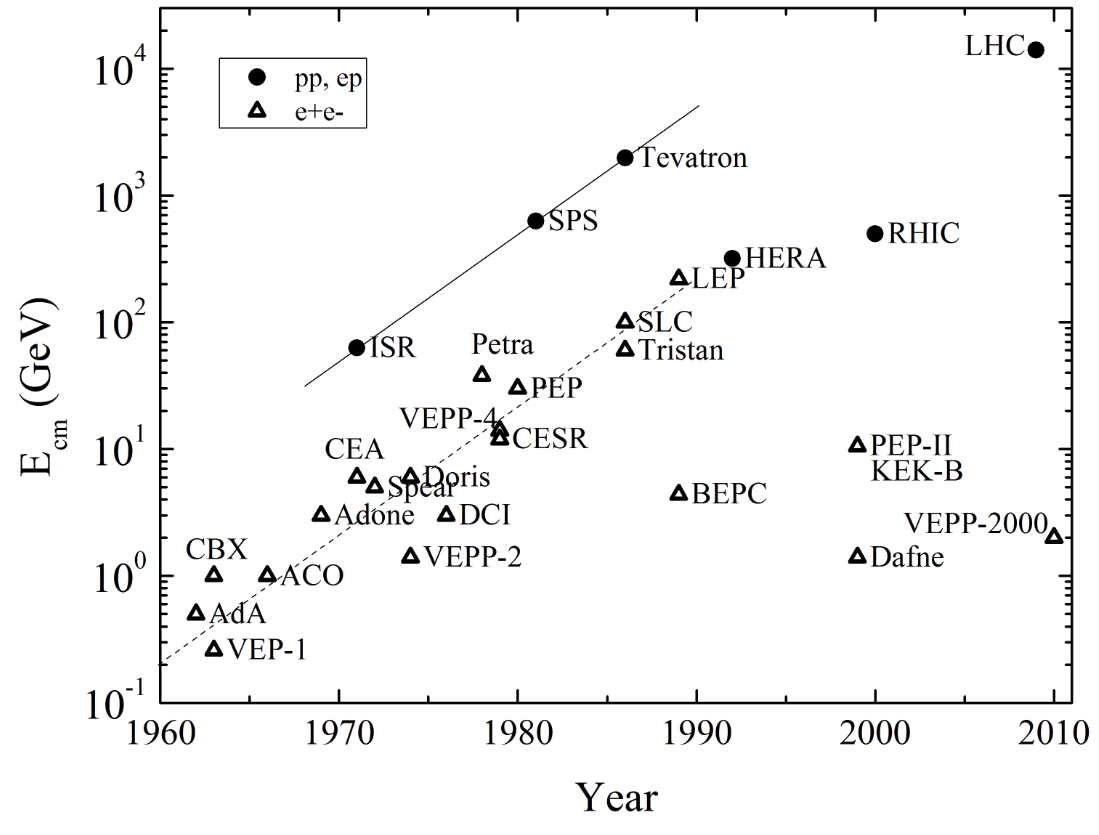 LHC
10^4
pp, ep
e+e-
Tevatron
10^3
SPS
RHIC
HERA
LEP
10^2
SLC
ISR
Petra
Tristan
PEP
VEPP-4
CESR
CEA
10^1
PEP-II
Doris
KEK-B
Spear
BEPC
Adone
DCI
VEPP-2000
CBX
VEPP-2
Dafne
10^0
ACO
AdA
VEP-1
10^-1
1960 1970 1980 1990 2000 2010
Year
E_cm (GeV)